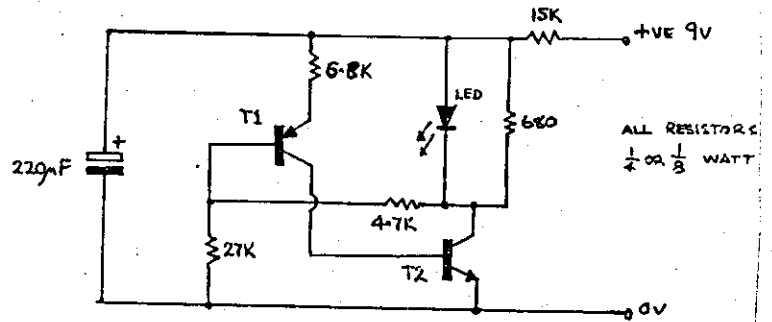 15K
+VE 9V
6.8K
LED
T1
680
ALL RESISTORS
1/4 OR 1/8 WATT
+
220µF
4.7K
27K
T2
0V